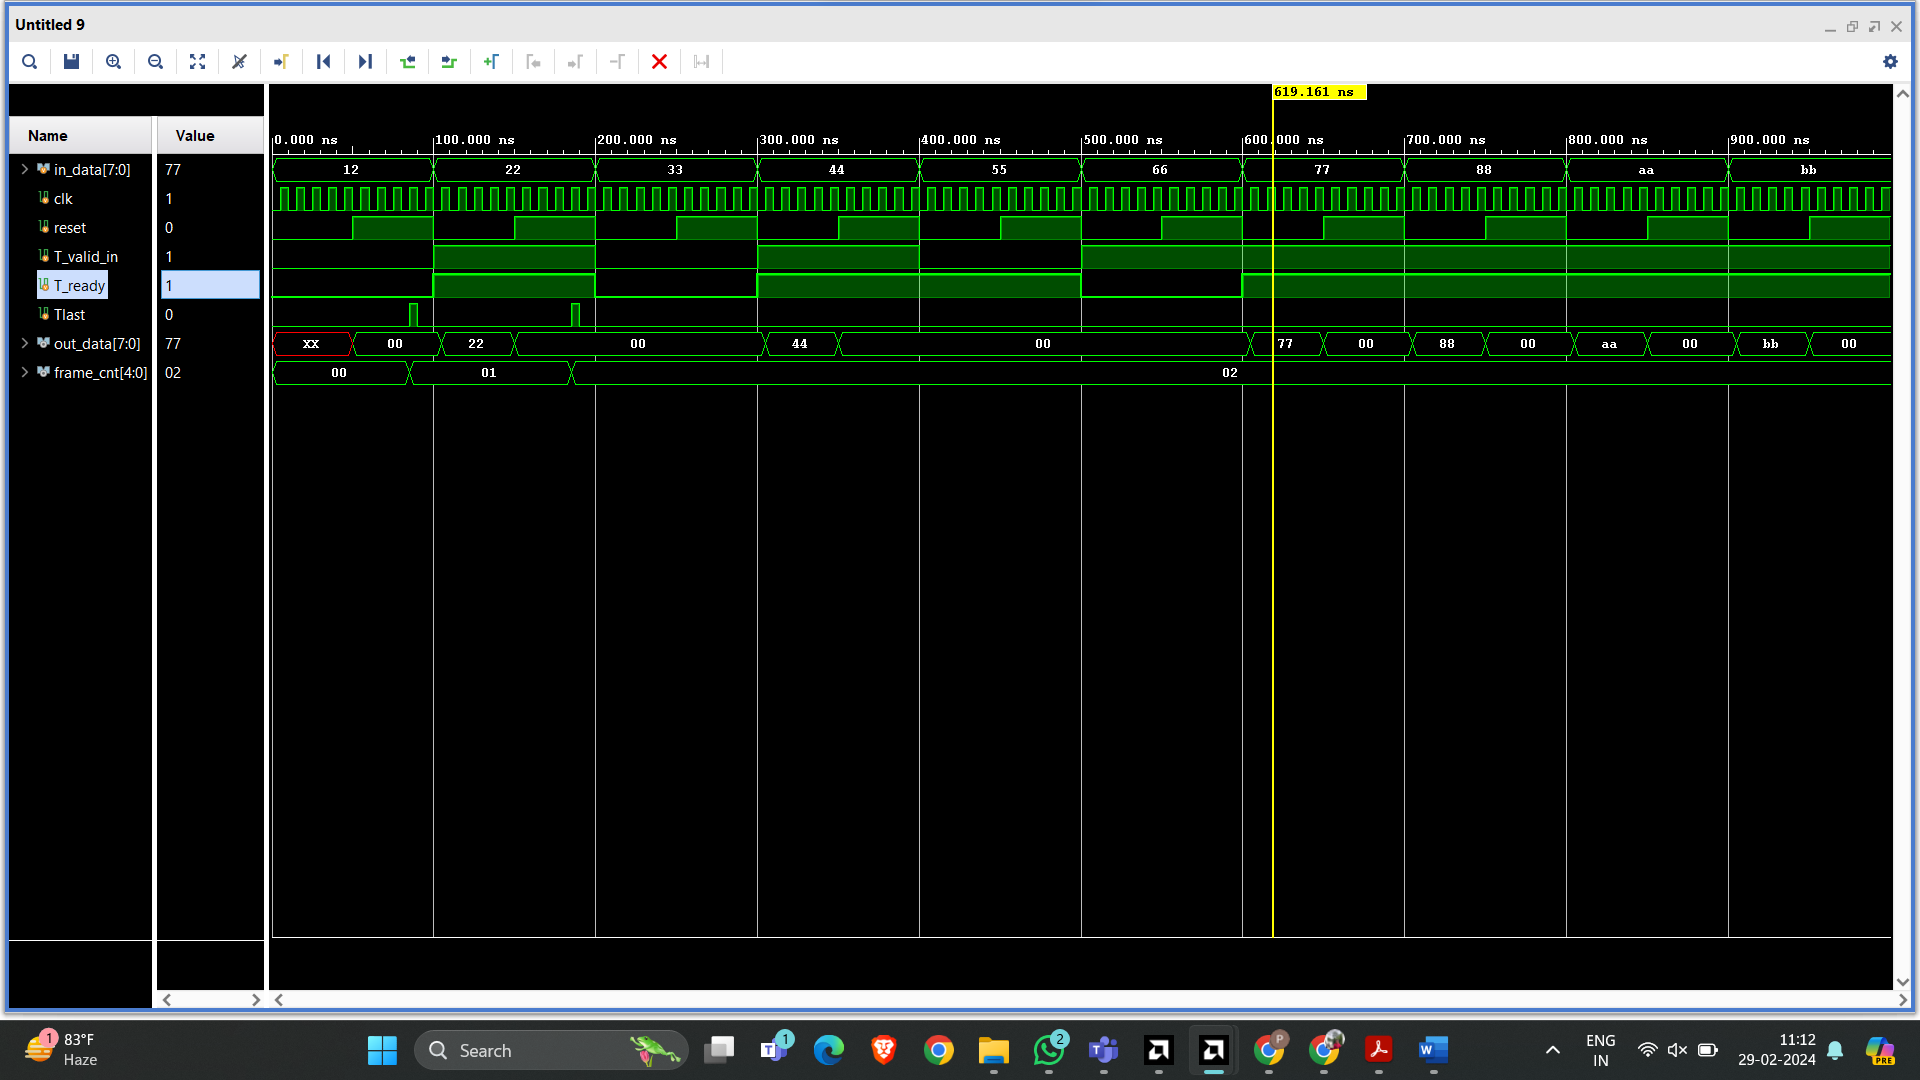 Untitled 9
619.161 ns
Name Value
0.000 ns 100.000 ns 200.000 ns 300.000 ns 400.000 ns 500.000 ns 600.000 ns 700.000 ns 800.000 ns 900.000 ns
in_data[7:0] 77 12 22 33 44 55 66 77 88 aa bb
clk 1
reset 0
T_valid_in 1
T_ready 1
Tlast 0
out_data[7:0] 77 XX 00 22 00 44 00 77 00 88 00 aa 00 bb 00
frame_cnt[4:0] 02 00 01 02
1 83°F
Haze
Search
1
2
P
W
ENG
IN
11:12
29-02-2024
PRE